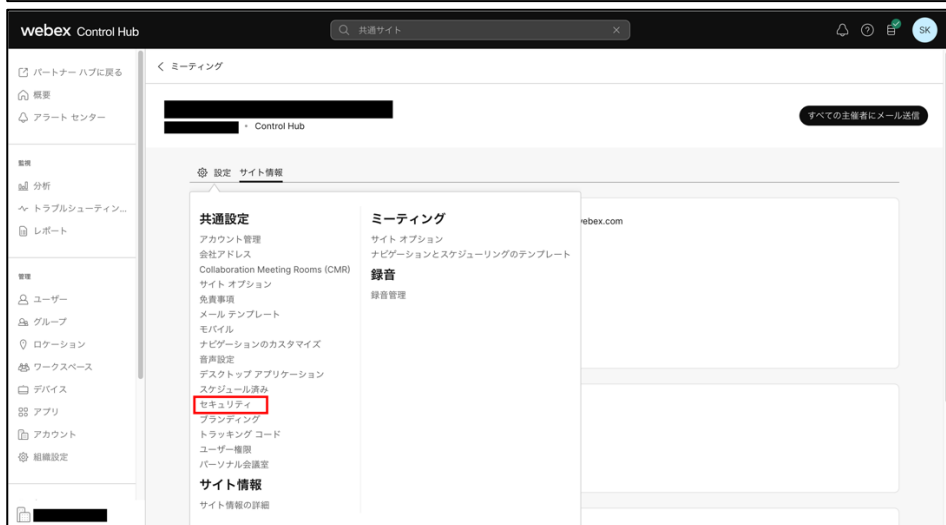 webex Control Hub
共通サイト
SK
パートナー ハブに戻る
概要
アラート センター
監視
分析
トラブルシューティン...
レポート
管理
ユーザー
グループ
ロケーション
ワークスペース
デバイス
アプリ
アカウント
組織設定
ミーティング
• Control Hub
すべての主催者にメール送信
設定 サイト情報
共通設定
アカウント管理
会社アドレス
Collaboration Meeting Rooms (CMR)
サイト オプション
免責事項
メール テンプレート
モバイル
ナビゲーションのカスタマイズ
音声設定
デスクトップ アプリケーション
スケジュール済み
セキュリティ
ブランディング
トラッキング コード
ユーザー権限
パーソナル会議室
サイト情報
サイト情報の詳細
ミーティング
サイト オプション
ナビゲーションとスケジューリングのテンプレート
録音
録音管理
ebex.com